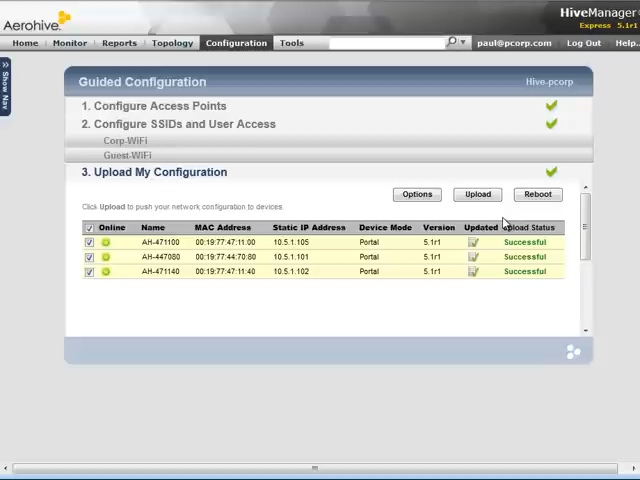 Aerohive
HiveManager
Express 5.1r1
Home Monitor Reports Topology Configuration Tools paul@pcorp.com Log Out Help
Show Nav
Guided Configuration Hive-pcorp
1. Configure Access Points
2. Configure SSIDs and User Access
Corp-WiFi
Guest-WiFi
3. Upload My Configuration
Options Upload Reboot
Click Upload to push your network configuration to devices.
Online Name MAC Address Static IP Address Device Mode Version Updated Upload Status
AH-471100 00:19:77:47:11:00 10.5.1.105 Portal 5.1r1 Successful
AH-447080 00:19:77:44:70:80 10.5.1.101 Portal 5.1r1 Successful
AH-471140 00:19:77:47:11:40 10.5.1.102 Portal 5.1r1 Successful